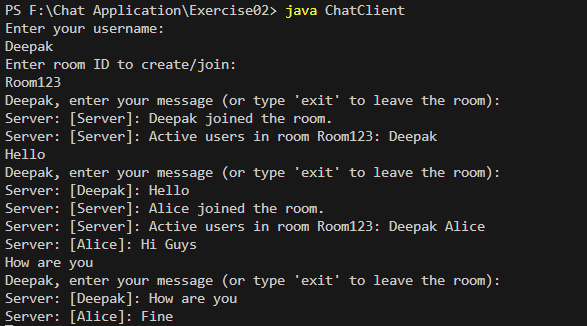 PS F:\Chat Application\Exercise02> java ChatClient
Enter your username:
Deepak
Enter room ID to create/join:
Room123
Deepak, enter your message (or type 'exit' to leave the room):
Server: [Server]: Deepak joined the room.
Server: [Server]: Active users in room Room123: Deepak
Hello
Deepak, enter your message (or type 'exit' to leave the room):
Server: [Deepak]: Hello
Server: [Server]: Alice joined the room.
Server: [Server]: Active users in room Room123: Deepak Alice
Server: [Alice]: Hi Guys
How are you
Deepak, enter your message (or type 'exit' to leave the room):
Server: [Deepak]: How are you
Server: [Alice]: Fine